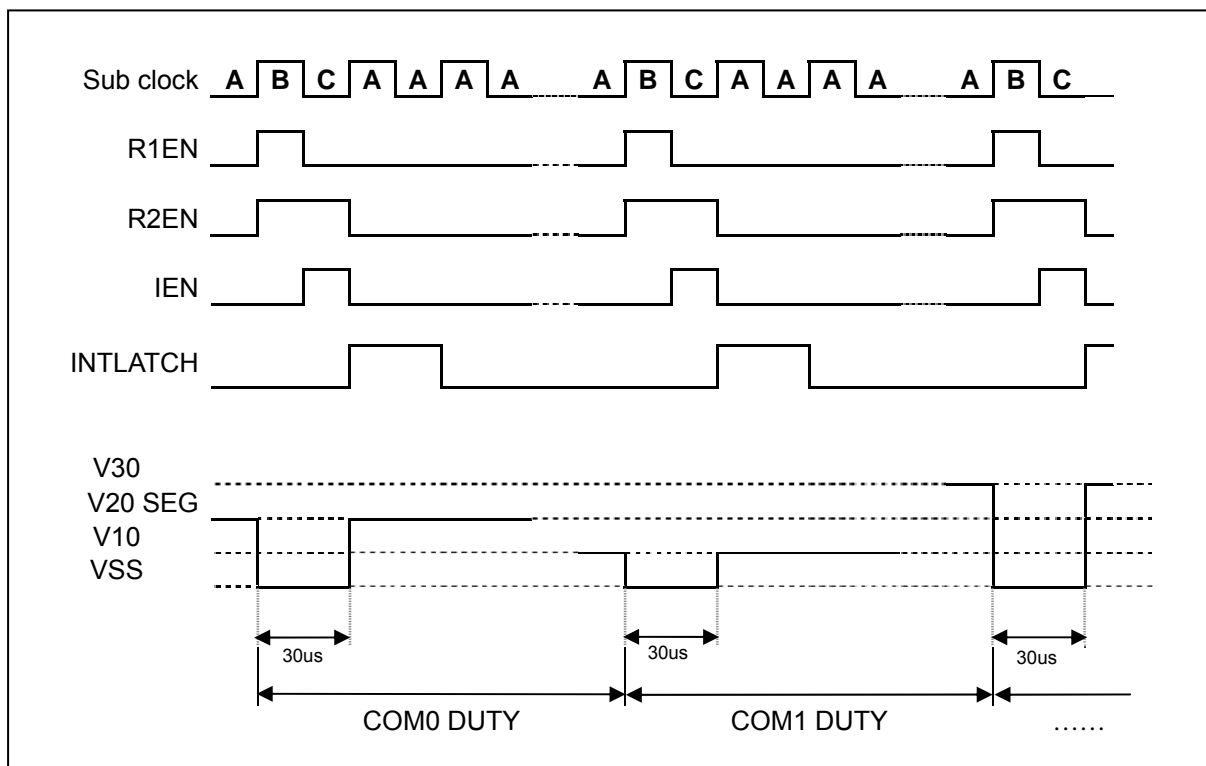 Sub clock A B C A A A A A B C A A A A A B C
R1EN
R2EN
IEN
INTLATCH
V30
V20 SEG
V10
VSS
30us 30us 30us
COM0 DUTY COM1 DUTY ......